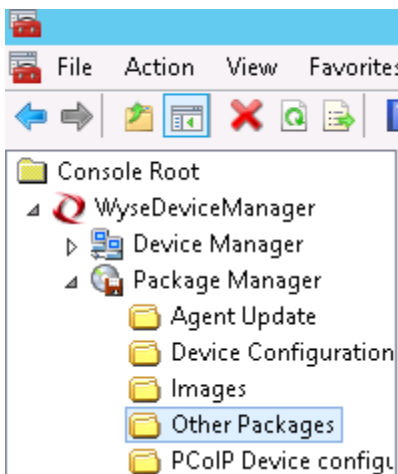 File Action View Favorites
Console Root
WyseDeviceManager
Device Manager
Package Manager
Agent Update
Device Configuration
Images
Other Packages
PCoIP Device configu